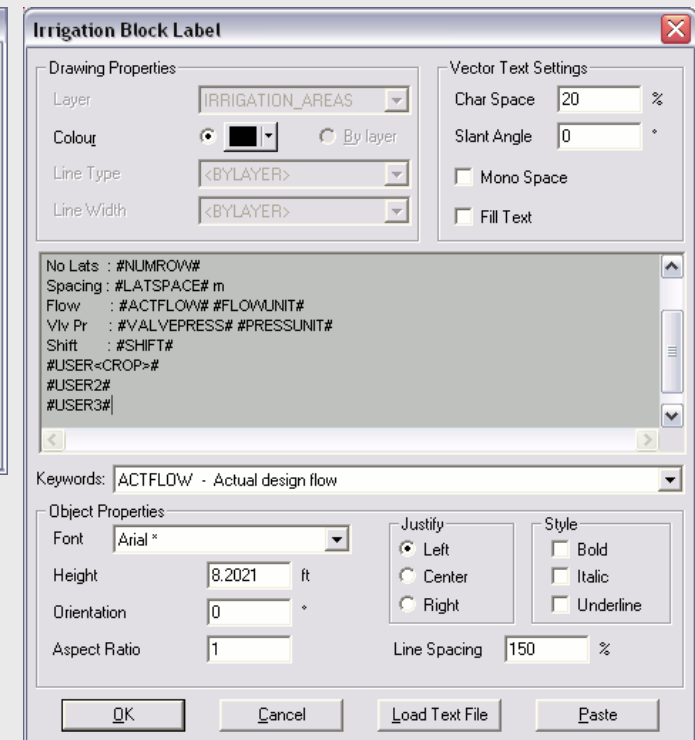 Irrigation Block Label
Drawing Properties
Layer IRRIGATION_AREAS
Colour By layer
Line Type <BYLAYER>
Line Width <BYLAYER>
Vector Text Settings
Char Space 20 %
Slant Angle 0 °
Mono Space
Fill Text
No Lats : #NUMROW#
Spacing : #LATSPACE# m
Flow : #ACTFLOW# #FLOWUNIT#
Vlv Pr : #VALVEPRESS# #PRESSUNIT#
Shift : #SHIFT#
#USER<CROP>#
#USER2#
#USER3#
Keywords: ACTFLOW - Actual design flow
Object Properties
Font Arial *
Height 8.2021 ft
Orientation 0 °
Aspect Ratio 1
Justify
Left
Center
Right
Style
Bold
Italic
Underline
Line Spacing 150 %
OK Cancel Load Text File Paste